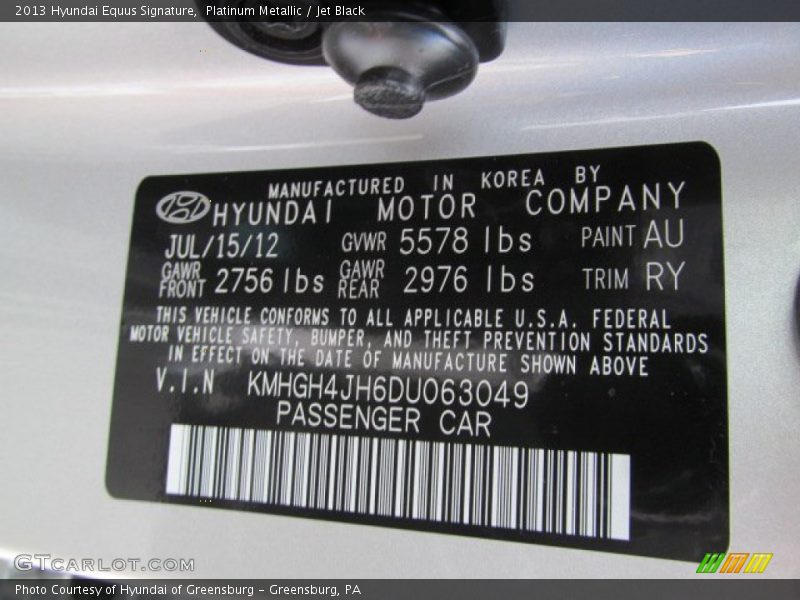 2013 Hyundai Equus Signature, Platinum Metallic / Jet Black
MANUFACTURED IN KOREA BY
HYUNDAI MOTOR COMPANY
JUL/15/12 GVWR 5578 lbs PAINT AU
GAWR FRONT 2756 lbs GAWR REAR 2976 lbs TRIM RY
THIS VEHICLE CONFORMS TO ALL APPLICABLE U.S.A. FEDERAL
MOTOR VEHICLE SAFETY, BUMPER, AND THEFT PREVENTION STANDARDS
IN EFFECT ON THE DATE OF MANUFACTURE SHOWN ABOVE
V.I.N KMHGH4JH6DU063049
PASSENGER CAR
GTCARLOT.COM
Photo Courtesy of Hyundai of Greensburg - Greensburg, PA